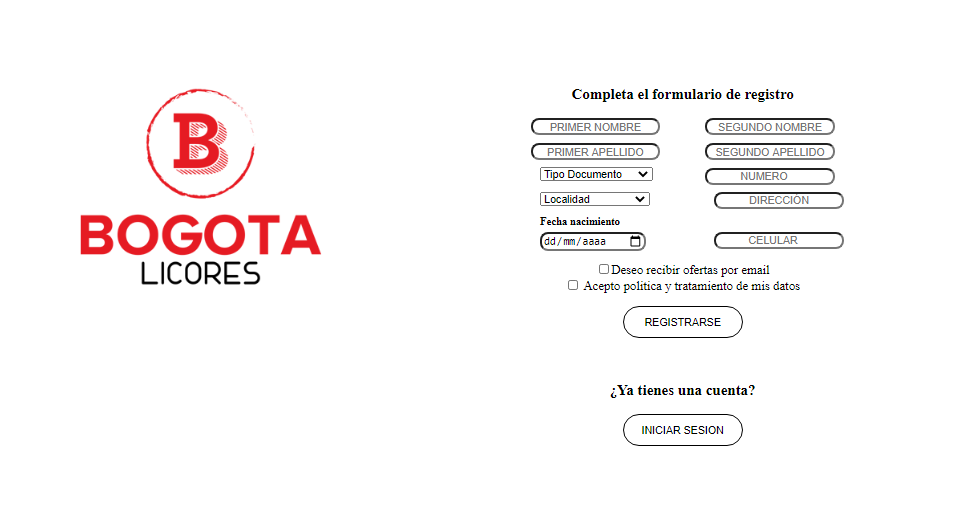 B
BOGOTA
LICORES
Completa el formulario de registro
PRIMER NOMBRE SEGUNDO NOMBRE
PRIMER APELLIDO SEGUNDO APELLIDO
Tipo Documento NUMERO
Localidad DIRECCION
Fecha nacimiento
dd/mm/aaaa CELULAR
Deseo recibir ofertas por email
Acepto politica y tratamiento de mis datos
REGISTRARSE
¿Ya tienes una cuenta?
INICIAR SESION